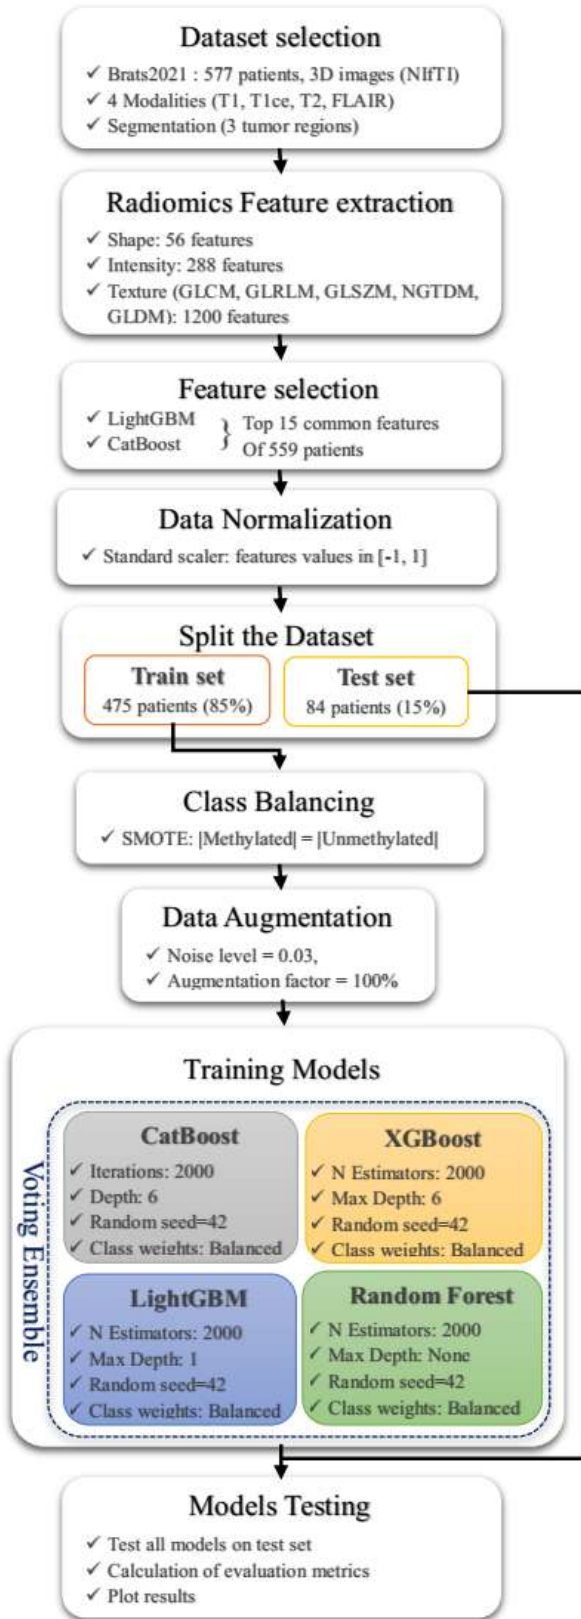 Dataset selection
✓ Brats2021 : 577 patients, 3D images (NIfTI)
✓ 4 Modalities (T1, T1ce, T2, FLAIR)
✓ Segmentation (3 tumor regions)
Radiomics Feature extraction
✓ Shape: 56 features
✓ Intensity: 288 features
✓ Texture (GLCM, GLRLM, GLSZM, NGTDM,
GLDM): 1200 features
Feature selection
✓ LightGBM
✓ CatBoost
} Top 15 common features
Of 559 patients
Data Normalization
✓ Standard scaler: features values in [-1, 1]
Split the Dataset
Train set
475 patients (85%)
Test set
84 patients (15%)
Class Balancing
✓ SMOTE: |Methylated| = |Unmethylated|
Data Augmentation
✓ Noise level = 0.03,
✓ Augmentation factor = 100%
Training Models
Voting Ensemble
CatBoost
✓ Iterations: 2000
✓ Depth: 6
✓ Random seed=42
✓ Class weights: Balanced
XGBoost
✓ N Estimators: 2000
✓ Max Depth: 6
✓ Random seed=42
✓ Class weights: Balanced
LightGBM
✓ N Estimators: 2000
✓ Max Depth: 1
✓ Random seed=42
✓ Class weights: Balanced
Random Forest
✓ N Estimators: 2000
✓ Max Depth: None
✓ Random seed=42
✓ Class weights: Balanced
Models Testing
✓ Test all models on test set
✓ Calculation of evaluation metrics
✓ Plot results